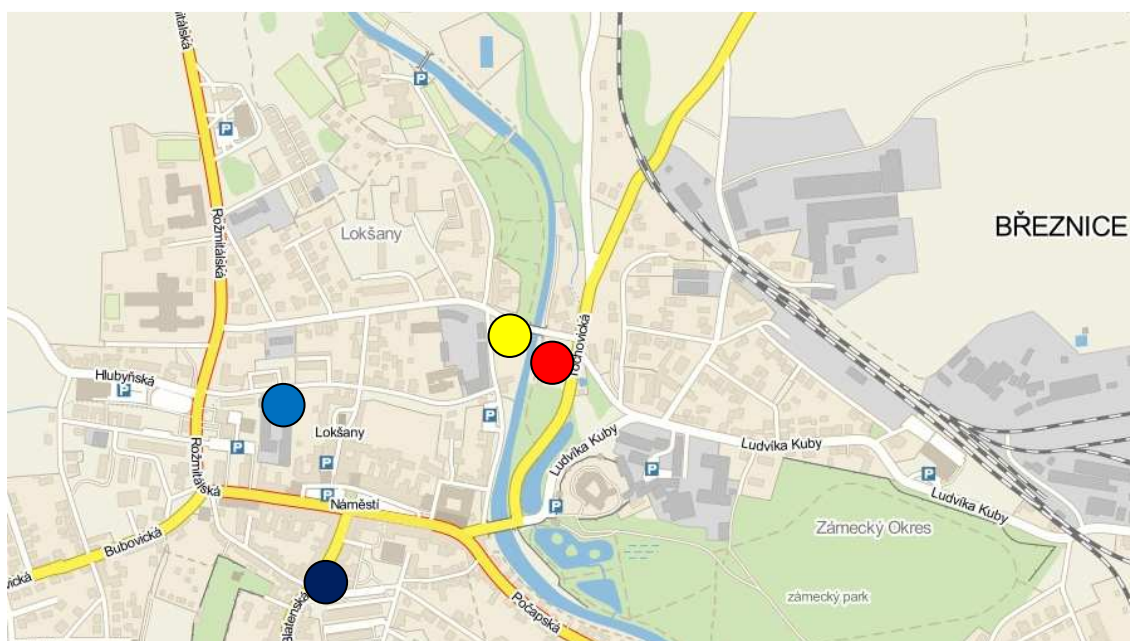 Rožmitálská
Lokšany
BŘEZNICE
Tochovická
Hlubyňská
Lokšany
Rožmitálská
Ludvíka Kuby
Ludvíka Kuby
Ludvíka Kuby
Náměstí
Bubovická
Zámecký Okres
zámecký park
Počapská
Blatenská
P
P
P
P
P
P
P
P
P
P